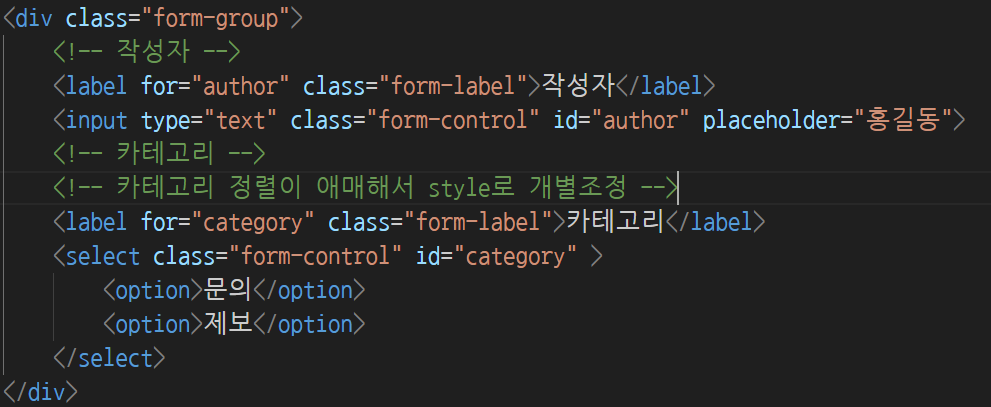 <div class="form-group">
    <!-- 작성자 -->
    <label for="author" class="form-label">작성자</label>
    <input type="text" class="form-control" id="author" placeholder="홍길동">
    <!-- 카테고리 -->
    <!-- 카테고리 정렬이 애매해서 style로 개별조정 -->
    <label for="category" class="form-label">카테고리</label>
    <select class="form-control" id="category" >
        <option>문의</option>
        <option>제보</option>
    </select>
</div>